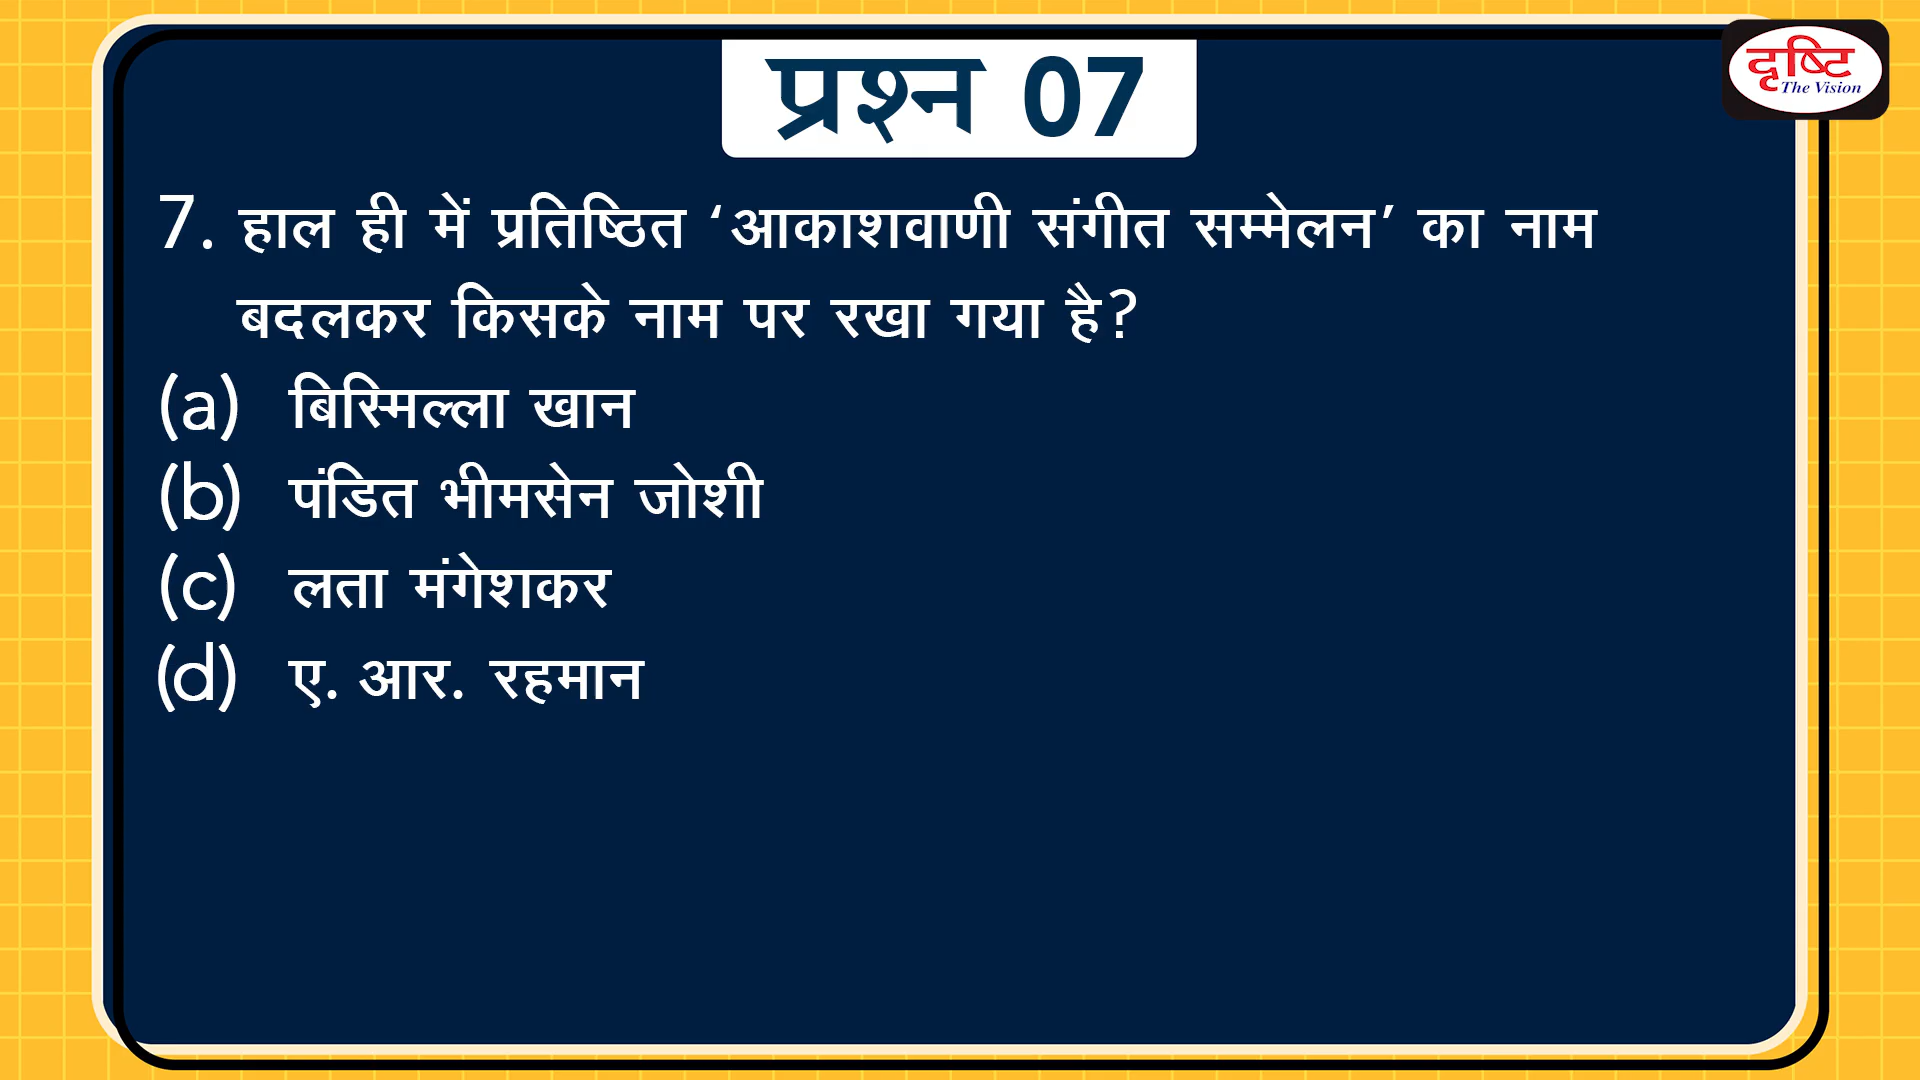 प्रश्न 07
दृष्टि
The Vision
7. हाल ही में प्रतिष्ठित ‘आकाशवाणी संगीत सम्मेलन’ का नाम
बदलकर किसके नाम पर रखा गया है?
(a) बिस्मिल्ला खान
(b) पंडित भीमसेन जोशी
(c) लता मंगेशकर
(d) ए. आर. रहमान